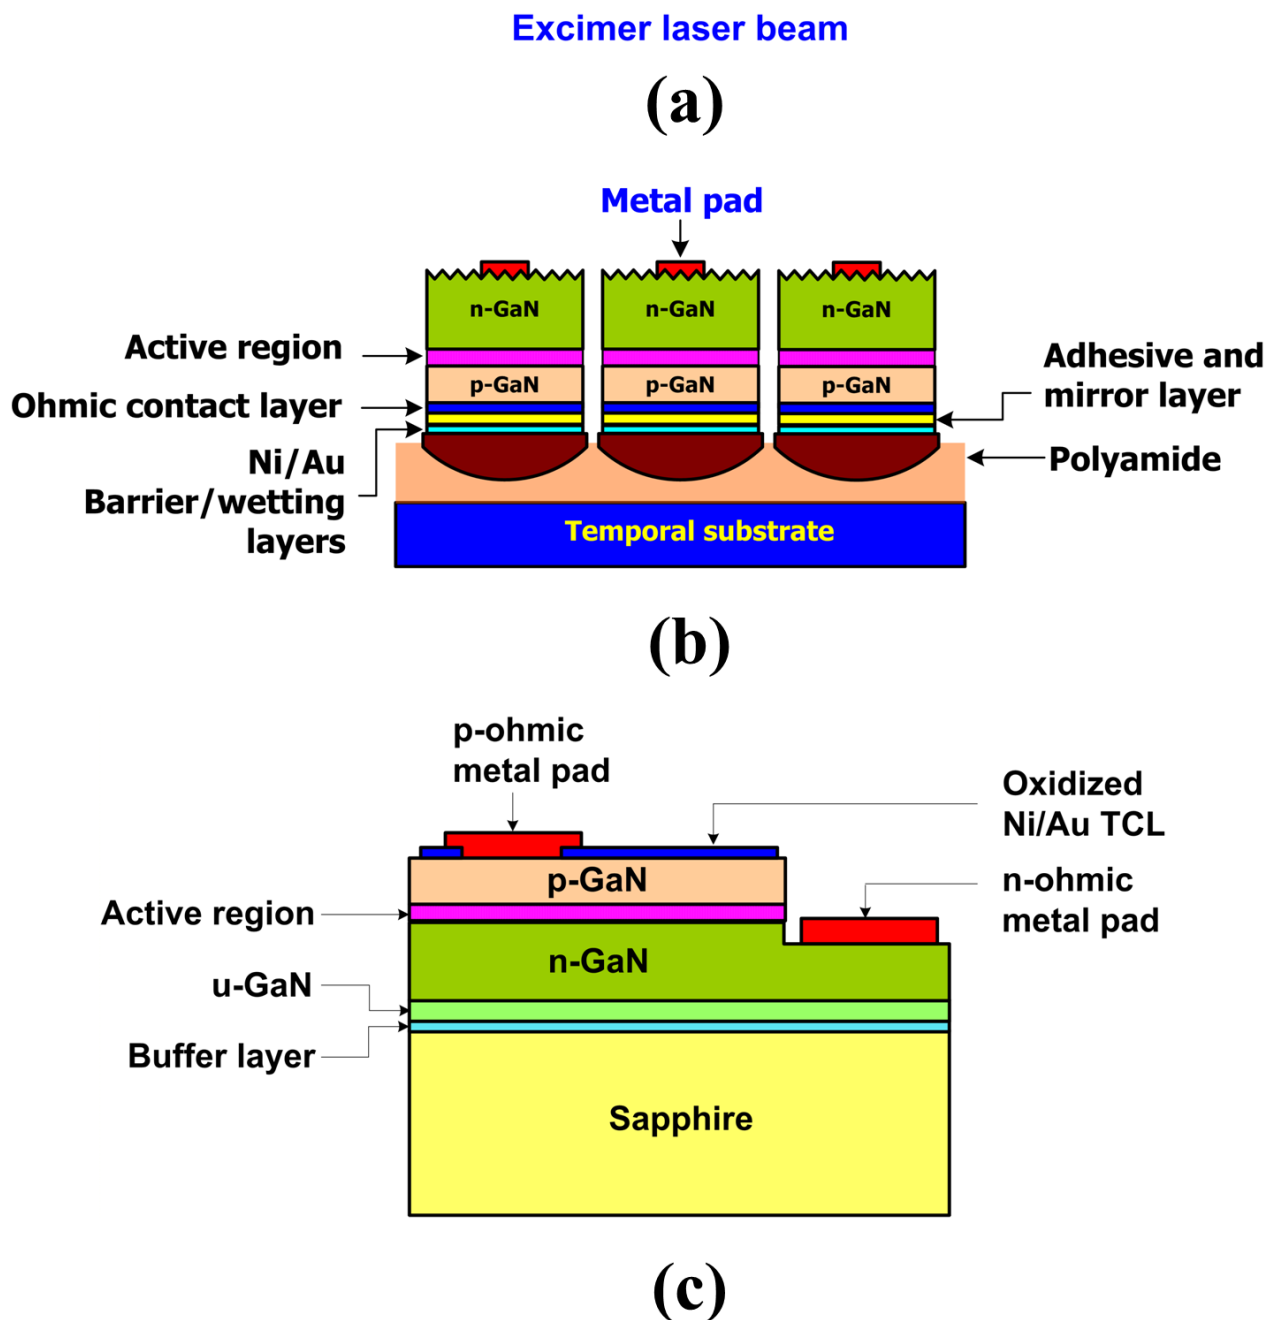 Excimer laser beam
(a)
Metal pad
n-GaN
n-GaN
n-GaN
Active region
p-GaN
p-GaN
p-GaN
Adhesive and
mirror layer
Ohmic contact layer
Ni/Au
Barrier/wetting
layers
Polyamide
Temporal substrate
(b)
p-ohmic
metal pad
Oxidized
Ni/Au TCL
p-GaN
n-ohmic
metal pad
Active region
n-GaN
u-GaN
Buffer layer
Sapphire
(c)